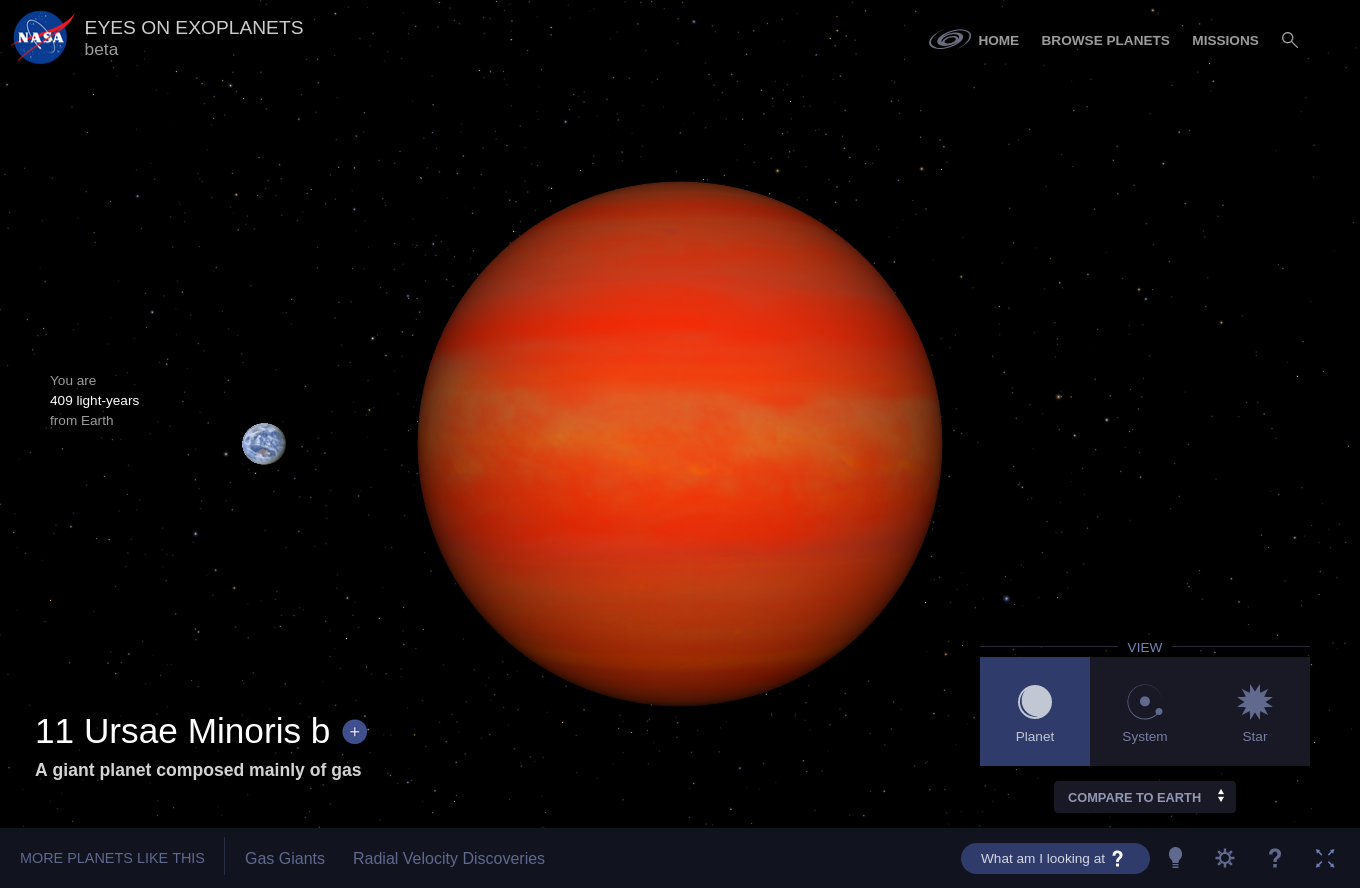 NASA
EYES ON EXOPLANETS
beta
HOME BROWSE PLANETS MISSIONS
You are
409 light-years
from Earth
11 Ursae Minoris b +
A giant planet composed mainly of gas
VIEW
Planet System Star
COMPARE TO EARTH
MORE PLANETS LIKE THIS Gas Giants Radial Velocity Discoveries What am I looking at ? ?